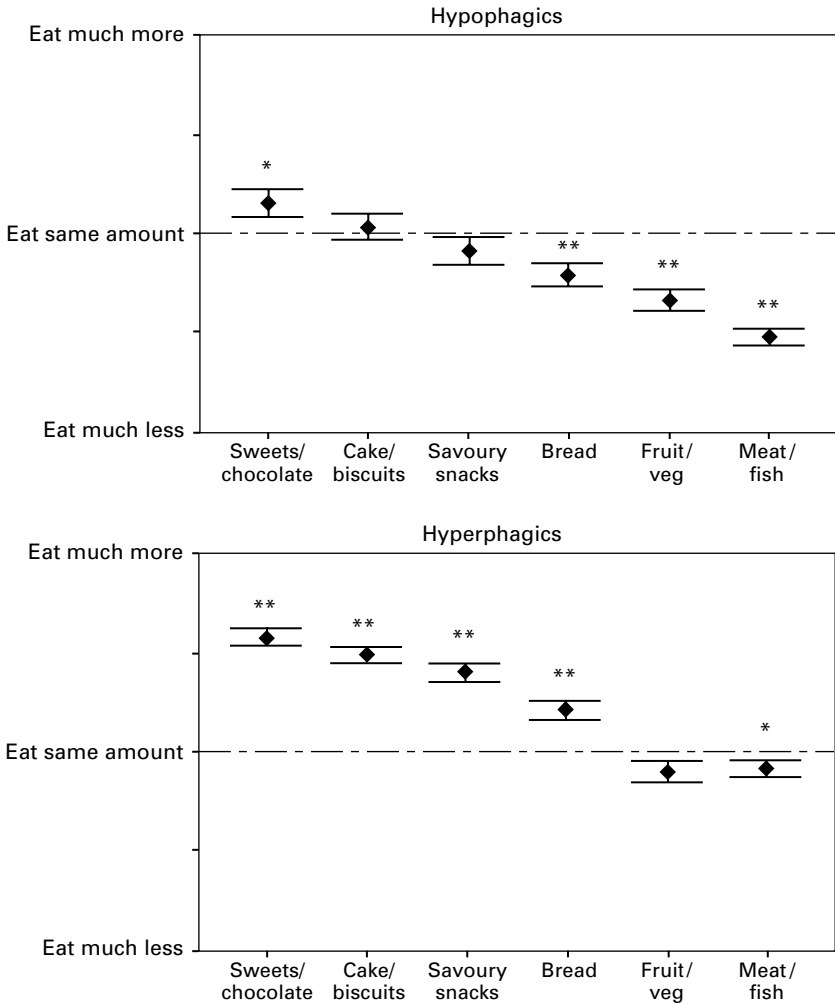 Hypophagics
Eat much more
*
Eat same amount
**
**
**
Eat much less
Sweets/ chocolate
Cake/ biscuits
Savoury snacks
Bread
Fruit/ veg
Meat/ fish
Hyperphagics
Eat much more
**
**
**
**
*
Eat same amount
Eat much less
Sweets/ chocolate
Cake/ biscuits
Savoury snacks
Bread
Fruit/ veg
Meat/ fish